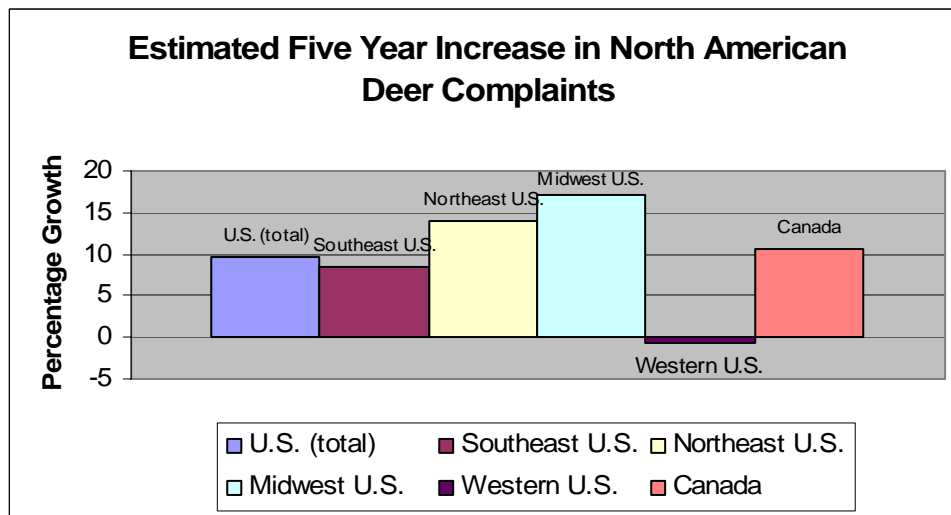 Estimated Five Year Increase in North American
Deer Complaints
Percentage Growth
20
15
10
5
0
-5
U.S. (total)
Southeast U.S.
Northeast U.S.
Midwest U.S.
Western U.S.
Canada
U.S. (total) Southeast U.S. Northeast U.S.
Midwest U.S. Western U.S. Canada